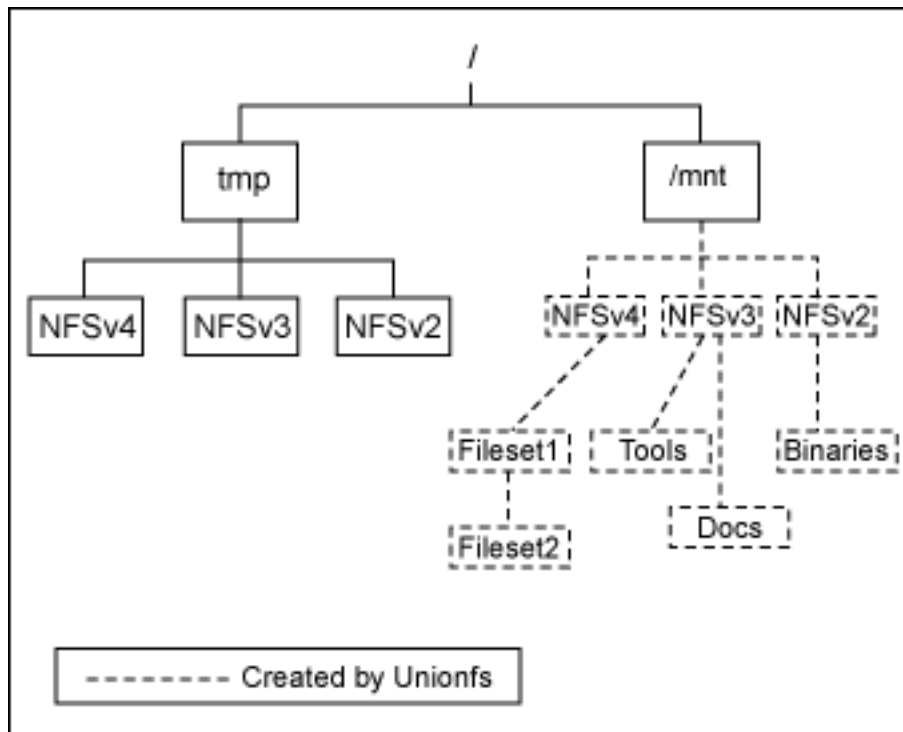 /
tmp
/mnt
NFSv4
NFSv3
NFSv2
NFSv4
NFSv3
NFSv2
Fileset1
Tools
Binaries
Fileset2
Docs
Created by Unionfs